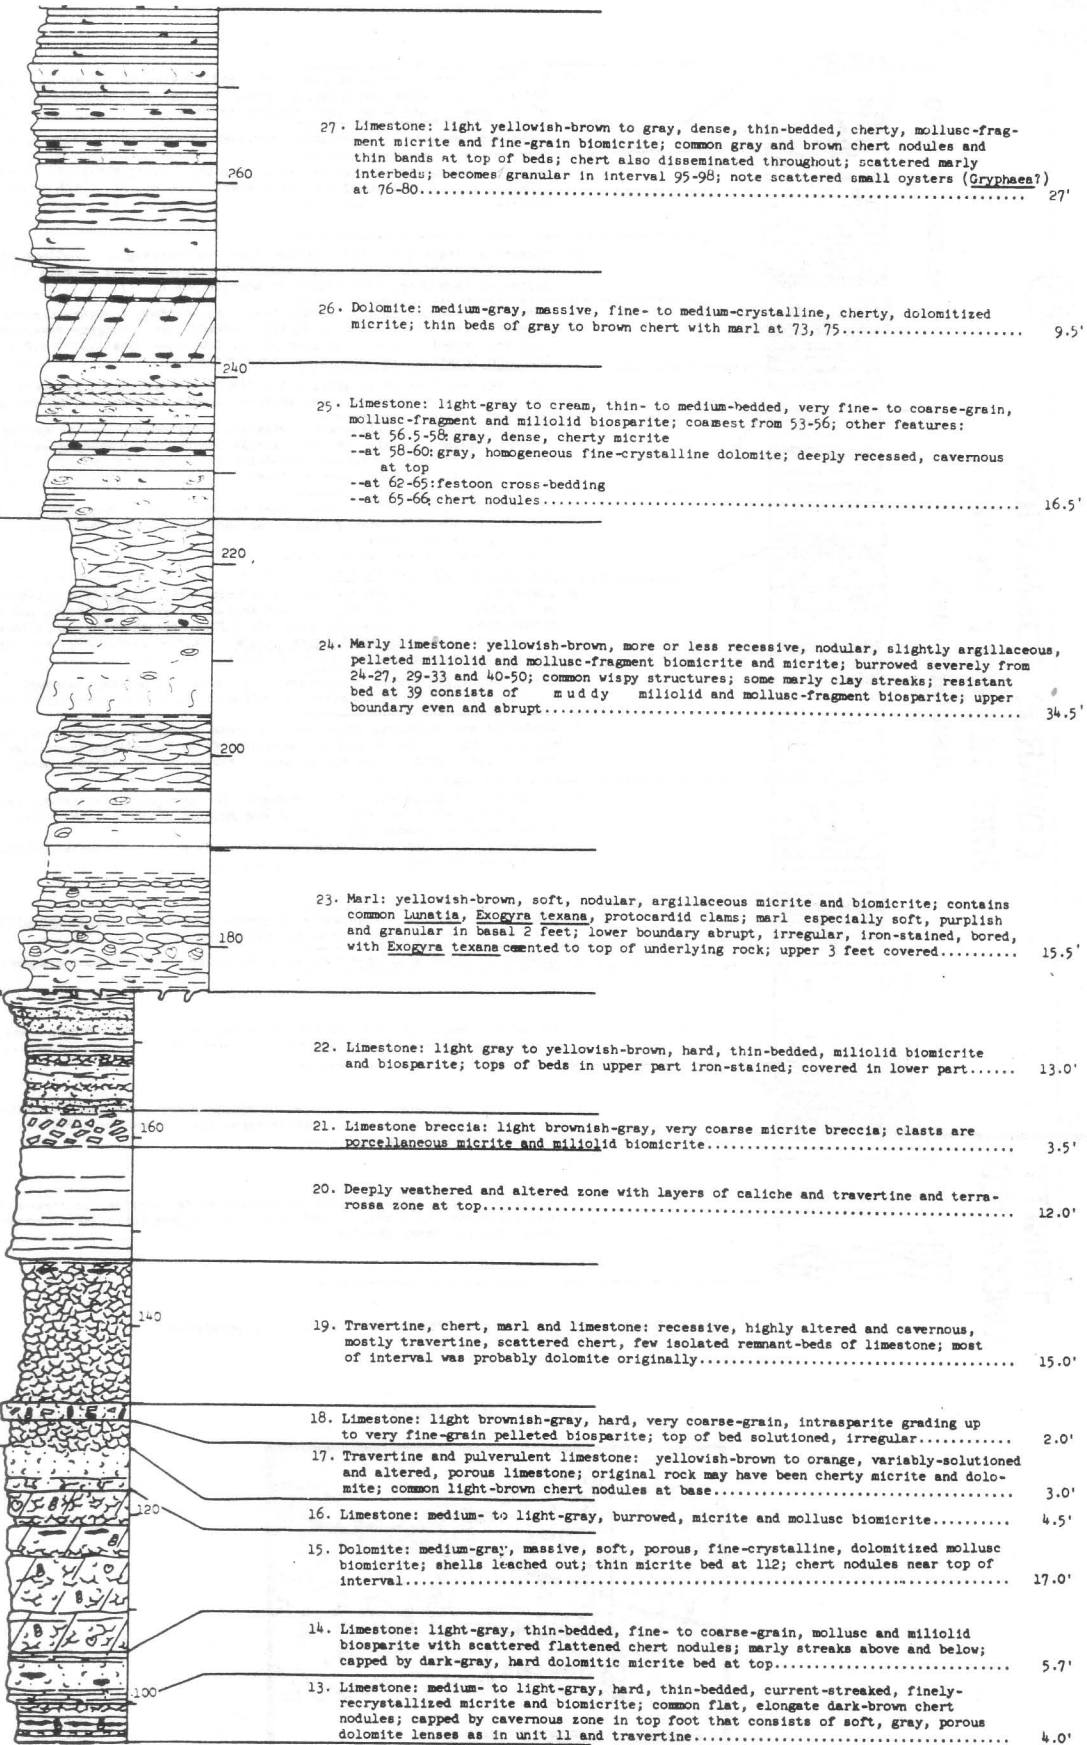 27. Limestone: light yellowish-brown to gray, dense, thin-bedded, cherty, mollusc-frag-
ment micrite and fine-grain biomicrite; common gray and brown chert nodules and
thin bands at top of beds; chert also disseminated throughout; scattered marly
interbeds; becomes granular in interval 95-98; note scattered small oysters (Gryphaea?)
at 76-80........ 27'
260
26. Dolomite: medium-gray, massive, fine- to medium-crystalline, cherty, dolomitized
micrite; thin beds of gray to brown chert with marl at 73, 75........ 9.5'
240
25. Limestone: light-gray to cream, thin- to medium-bedded, very fine- to coarse-grain,
mollusc-fragment and miliolid biosparite; coarsest from 53-56; other features:
--at 56.5-58: gray, dense, cherty micrite
--at 58-60: gray, homogeneous fine-crystalline dolomite; deeply recessed, cavernous
at top
--at 62-65: festoon cross-bedding
--at 65-66: chert nodules........ 16.5'
220
24. Marly limestone: yellowish-brown, more or less recessive, nodular, slightly argillaceous,
pelleted miliolid and mollusc-fragment biomicrite and micrite; burrowed severely from
24-27, 29-33 and 40-50; common wispy structures; some marly clay streaks; resistant
bed at 39 consists of muddy miliolid and mollusc-fragment biosparite; upper
boundary even and abrupt........ 34.5'
200
23. Marl: yellowish-brown, soft, nodular, argillaceous micrite and biomicrite; contains
common Lunatia, Exogyra texana, protocardid clams; marl especially soft, purplish
and granular in basal 2 feet; lower boundary abrupt, irregular, iron-stained, bored,
with Exogyra texana cemented to top of underlying rock; upper 3 feet covered........ 15.5'
180
22. Limestone: light gray to yellowish-brown, hard, thin-bedded, miliolid biomicrite
and biosparite; tops of beds in upper part iron-stained; covered in lower part...... 13.0'
160
21. Limestone breccia: light brownish-gray, very coarse micrite breccia; clasts are
porcellaneous micrite and miliolid biomicrite........ 3.5'
20. Deeply weathered and altered zone with layers of caliche and travertine and terra-
rossa zone at top........ 12.0'
140
19. Travertine, chert, marl and limestone: recessive, highly altered and cavernous,
mostly travertine, scattered chert, few isolated remnant-beds of limestone; most
of interval was probably dolomite originally........ 15.0'
18. Limestone: light brownish-gray, hard, very coarse-grain, intrasparite grading up
to very fine-grain pelleted biosparite; top of bed solutioned, irregular........ 2.0'
17. Travertine and pulverulent limestone: yellowish-brown to orange, variably-solutioned
and altered, porous limestone; original rock may have been cherty micrite and dolo-
mite; common light-brown chert nodules at base........ 3.0'
120
16. Limestone: medium- to light-gray, burrowed, micrite and mollusc biomicrite........ 4.5'
15. Dolomite: medium-gray, massive, soft, porous, fine-crystalline, dolomitized mollusc
biomicrite; shells leached out; thin micrite bed at 112; chert nodules near top of
interval........ 17.0'
14. Limestone: light-gray, thin-bedded, fine- to coarse-grain, mollusc and miliolid
biosparite with scattered flattened chert nodules; marly streaks above and below;
capped by dark-gray, hard dolomitic micrite bed at top........ 5.7'
100
13. Limestone: medium- to light-gray, hard, thin-bedded, current-streaked, finely-
recrystallized micrite and biomicrite; common flat, elongate dark-brown chert
nodules; capped by cavernous zone in top foot that consists of soft, gray, porous
dolomite lenses as in unit 11 and travertine........ 4.0'